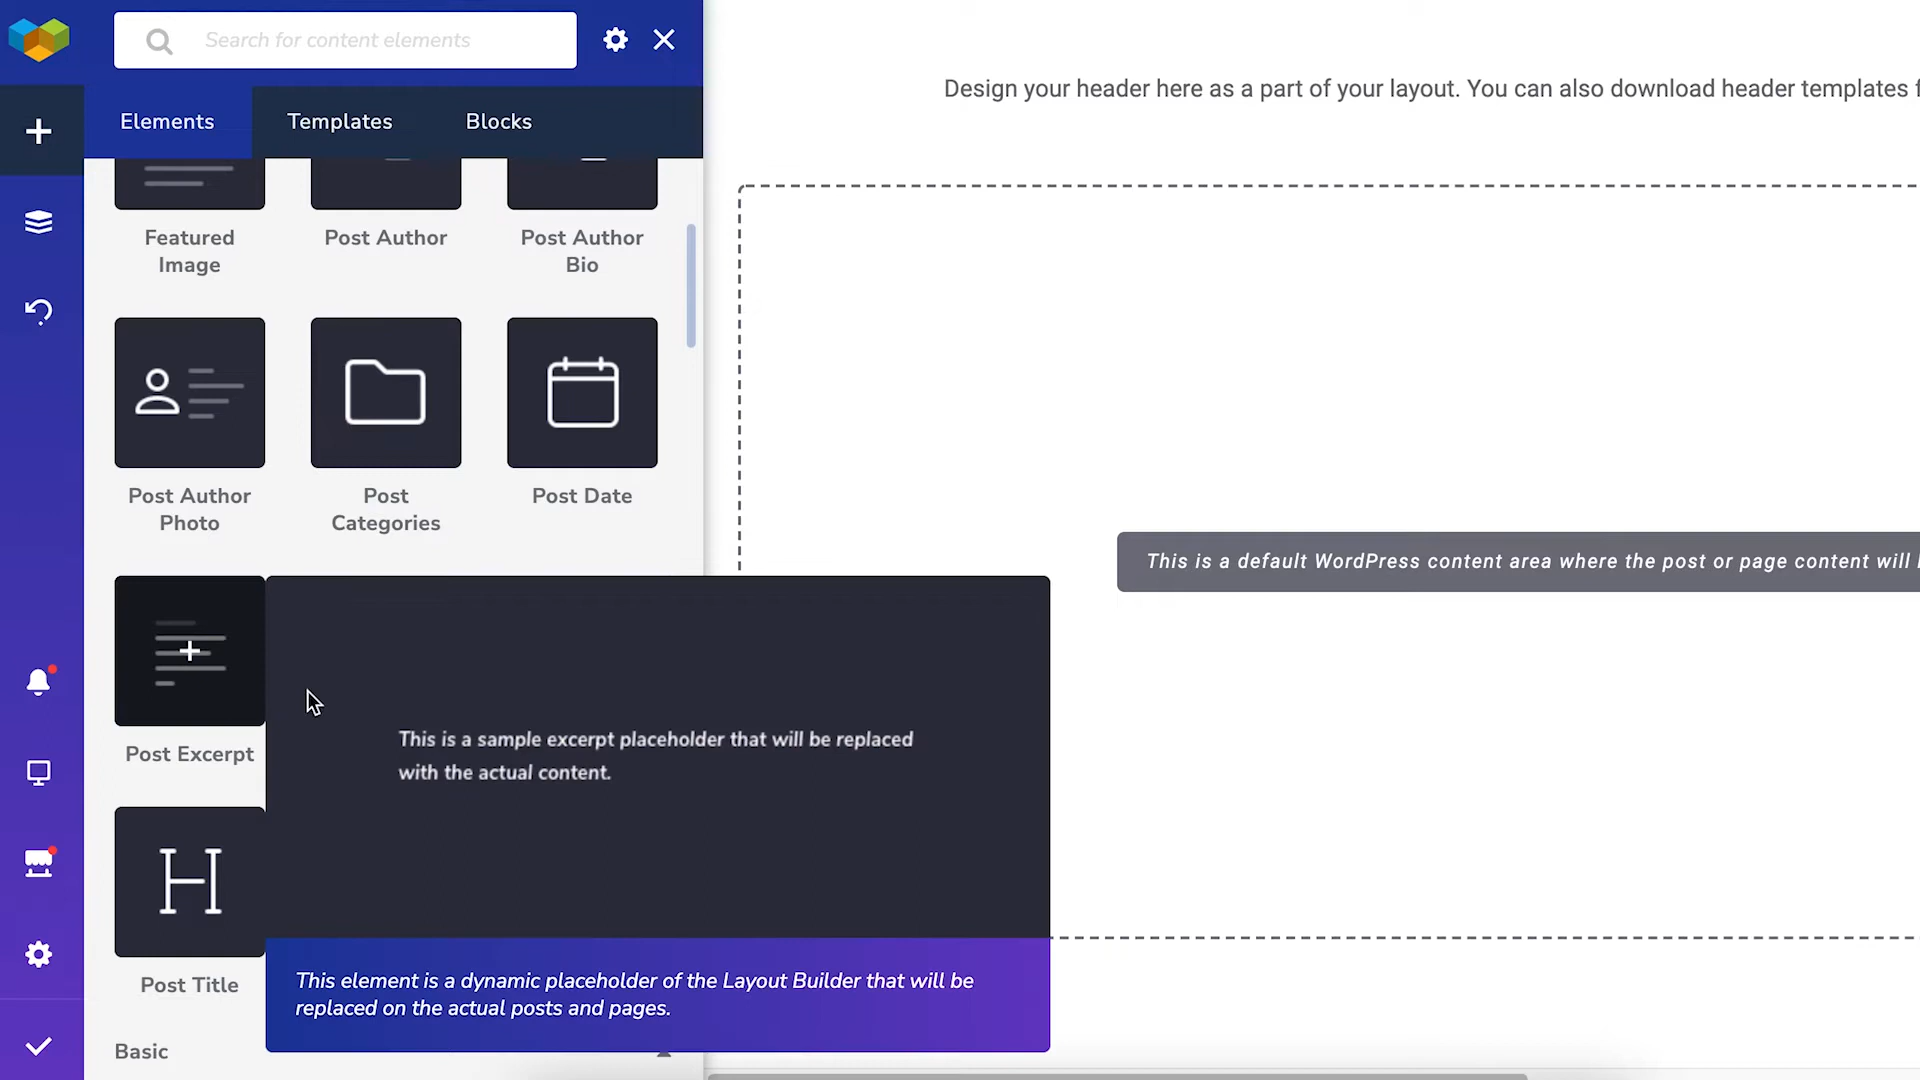 Search for content elements
Design your header here as a part of your layout. You can also download header templates
Elements
Templates
Blocks
Featured
Image
Post Author
Post Author
Bio
Post Author
Photo
Post
Categories
Post Date
This is a default WordPress content area where the post or page content will
Post Excerpt
This is a sample excerpt placeholder that will be replaced
with the actual content.
Post Title
This element is a dynamic placeholder of the Layout Builder that will be
replaced on the actual posts and pages.
Basic